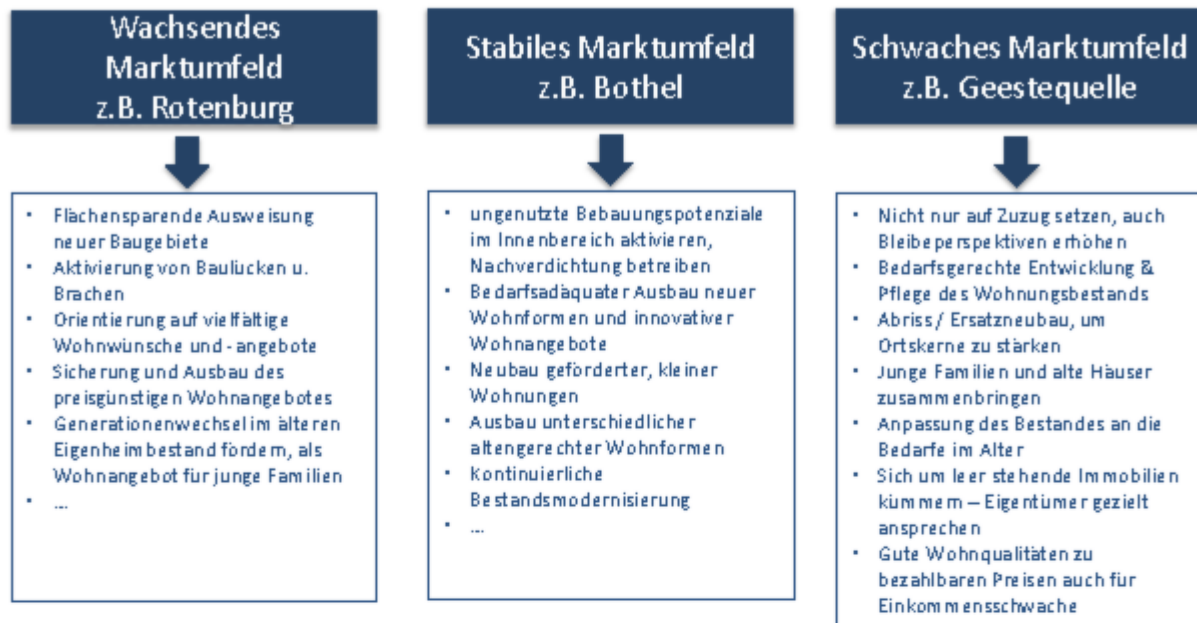 Wachsendes
Marktumfeld
z.B. Rotenburg
• Flächensparende Ausweisung
neuer Baugebiete
• Aktivierung von Baulücken u.
Brachen
• Orientierung auf vielfältige
Wohnwünsche und -angebote
• Sicherung und Ausbau des
preisgünstigen Wohnangebotes
• Generationenwechsel im älteren
Eigenheimbestand fördern, als
Wohnangebot für junge Familien
• ...
Stabiles Marktumfeld
z.B. Bothel
• ungenutzte Bebauungspotenziale
im Innenbereich aktivieren,
Nachverdichtung betreiben
• Bedarfsadäquater Ausbau neuer
Wohnformen und innovativer
Wohnangebote
• Neubau geförderter, kleiner
Wohnungen
• Ausbau unterschiedlicher
altengerechter Wohnformen
• Kontinuierliche
Bestandsmodernisierung
• ...
Schwaches Marktumfeld
z.B. Geestequelle
• Nicht nur auf Zuzug setzen, auch
Bleibeperspektiven erhöhen
• Bedarfsgerechte Entwicklung &
Pflege des Wohnungsbestands
• Abriss / Ersatzneubau, um
Ortskerne zu stärken
• Junge Familien und alte Häuser
zusammenbringen
• Anpassung des Bestandes an die
Bedarfe im Alter
• Sich um leer stehende Immobilien
kümmern – Eigentümer gezielt
ansprechen
• Gute Wohnqualitäten zu
bezahlbaren Preisen auch für
Einkommensschwache